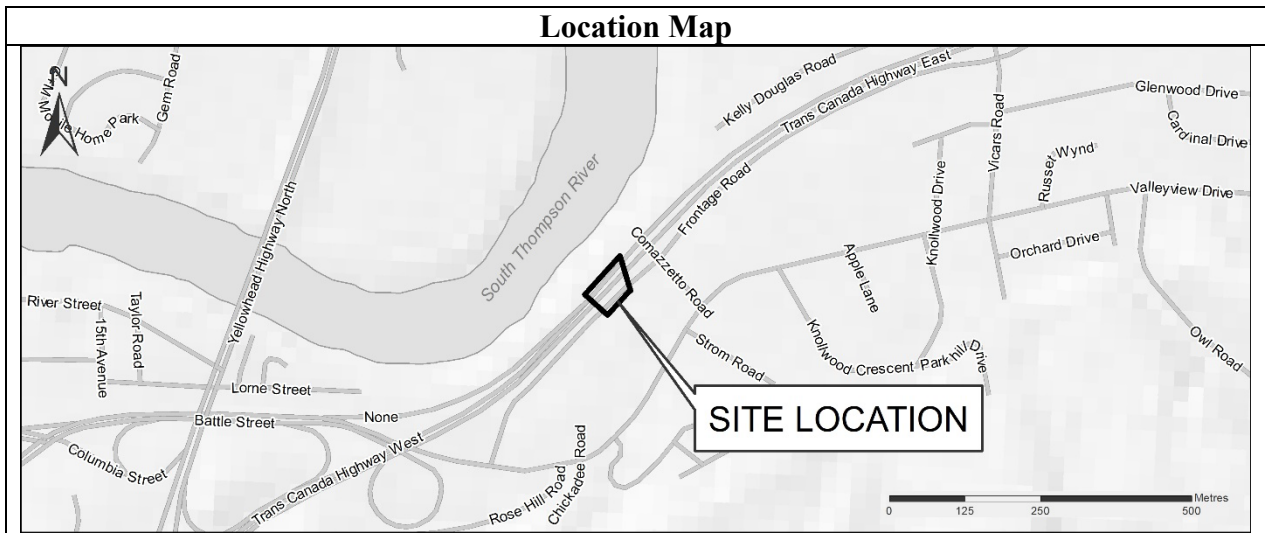 Location Map
N
Mobile Home Park
Gem Road
Kelly Douglas Road
Trans Canada Highway East
Glenwood Drive
Cardinal Drive
Vicars Road
Russet Wynd
Valleyview Drive
Yellowhead Highway North
South Thompson River
Frontage Road
Comazzetto Road
Knollwood Drive
Orchard Drive
Apple Lane
River Street
Taylor Road
15th Avenue
Strom Road
Knollwood Crescent
Parkhill Drive
Owl Road
Lorne Street
None
Battle Street
SITE LOCATION
Columbia Street
Trans Canada Highway West
Rose Hill Road
Chickadee Road
Metres
0 125 250 500